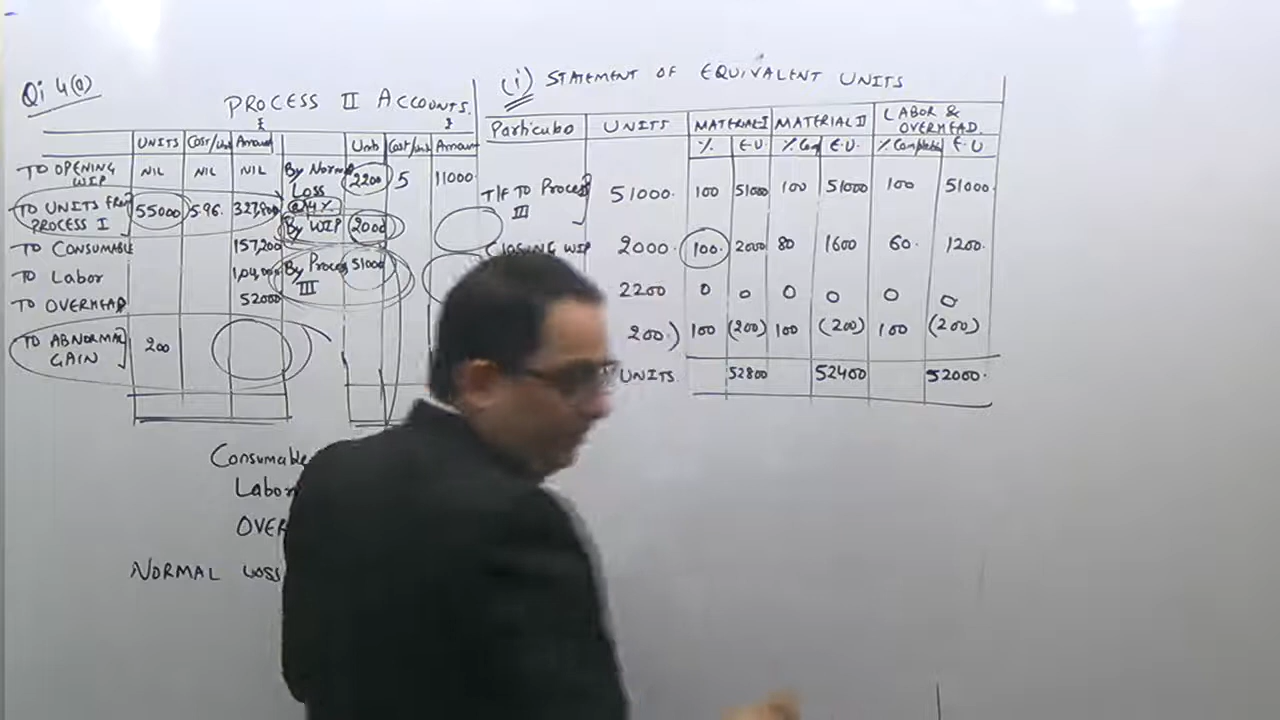 Qi 4(a)
PROCESS II ACCOUNTS.
₹ ₹
UNITS Cost/Unit Amount Units Cost/Unit Amount
TO OPENING WIP NIL NIL NIL By Normal Loss @4% 2200 5 11000
TO UNITS FROM PROCESS I 55000 5.96 327,800 By WIP 2000
TO CONSUMABLE 157,200
TO Labor 1,04,000 By Process III 51000
TO OVERHEAD 52000
TO ABNORMAL GAIN 200
Consumable
Labor
OVER
NORMAL LOSS
(i) STATEMENT OF EQUIVALENT UNITS
Particulars UNITS MATERIAL I MATERIAL II LABOR & OVERHEAD.
% E.U. % Com E.U. % Complete E.U
T/F TO Process III 51000 100 51000 100 51000 100 51000
CLOSING WIP 2000 100 2000 80 1600 60 1200
2200 0 0 0 0 0 0
200) 100 (200) 100 (200) 100 (200)
UNITS 52800 52400 52000